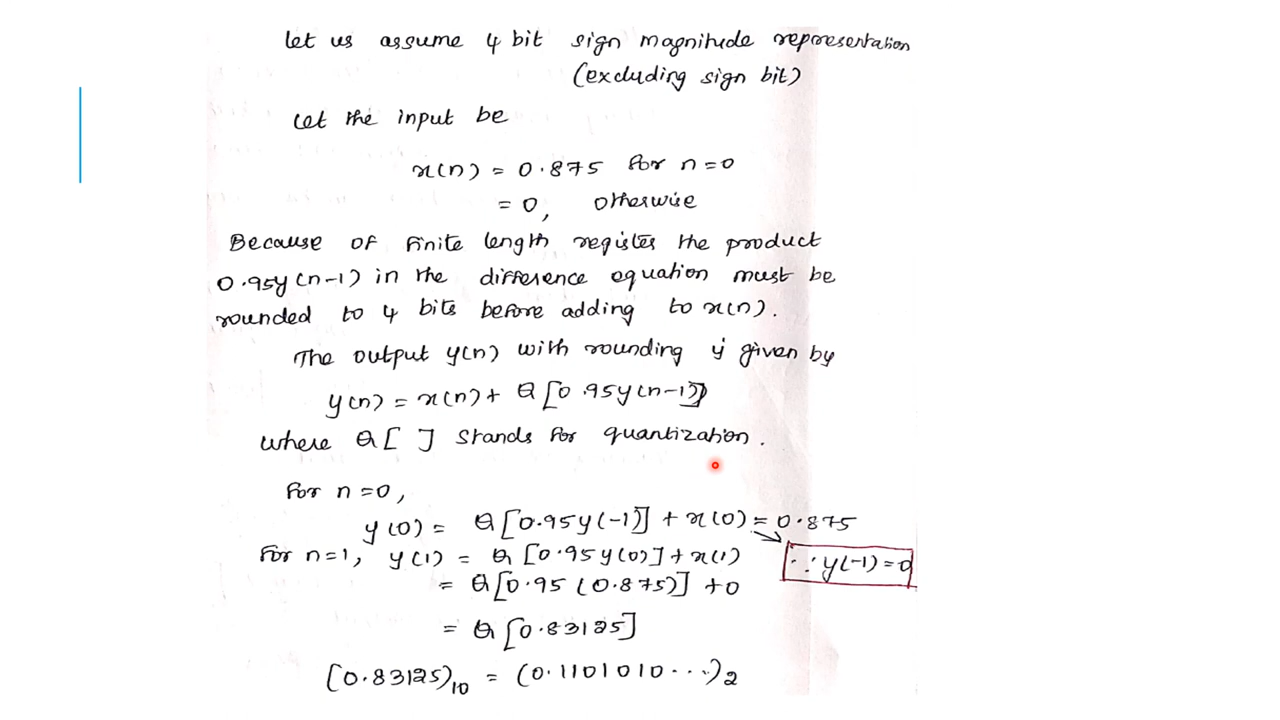 let us assume 4 bit sign magnitude representation
(excluding sign bit)
Let the input be
x(n) = 0.875 for n=0
= 0, otherwise
Because of finite length register the product
0.95y(n-1) in the difference equation must be
rounded to 4 bits before adding to x(n).
The output y(n) with rounding is given by
y(n) = x(n) + Q[0.95y(n-1)]
where Q[ ] stands for quantization.
For n=0,
y(0) = Q[0.95y(-1)] + x(0) = 0.875
For n=1, y(1) = Q[0.95y(0)] + x(1)
∵ y(-1) = 0
= Q[0.95(0.875)] + 0
= Q[0.83125]
[0.83125)₁₀ = (0.1101010...)₂